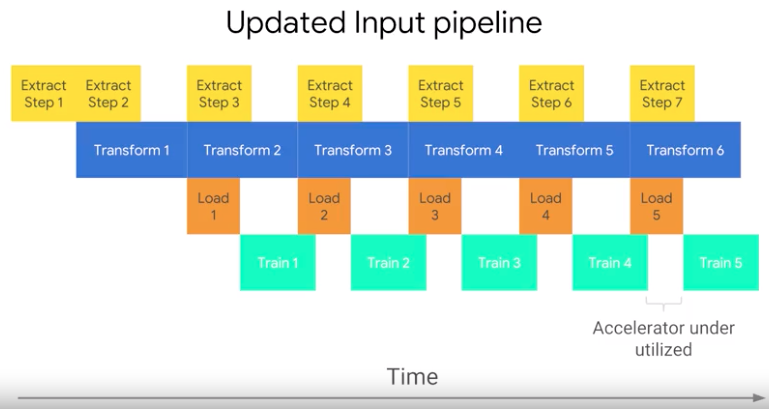 Updated Input pipeline
Extract
Step 1
Extract
Step 2
Extract
Step 3
Extract
Step 4
Extract
Step 5
Extract
Step 6
Extract
Step 7
Transform 1
Transform 2
Transform 3
Transform 4
Transform 5
Transform 6
Load
1
Load
2
Load
3
Load
4
Load
5
Train 1
Train 2
Train 3
Train 4
Train 5
Accelerator under
utilized
Time